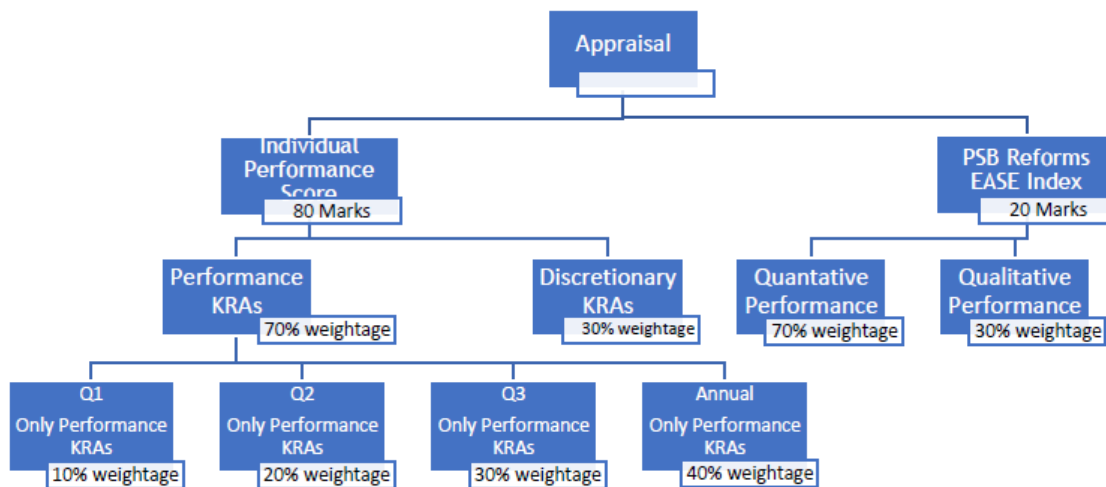 Appraisal
Individual
Performance
Score
80 Marks
PSB Reforms
EASE Index
20 Marks
Performance
KRAs
70% weightage
Discretionary
KRAs
30% weightage
Quantative
Performance
70% weightage
Qualitative
Performance
30% weightage
Q1
Only Performance
KRAs
10% weightage
Q2
Only Performance
KRAs
20% weightage
Q3
Only Performance
KRAs
30% weightage
Annual
Only Performance
KRAs
40% weightage